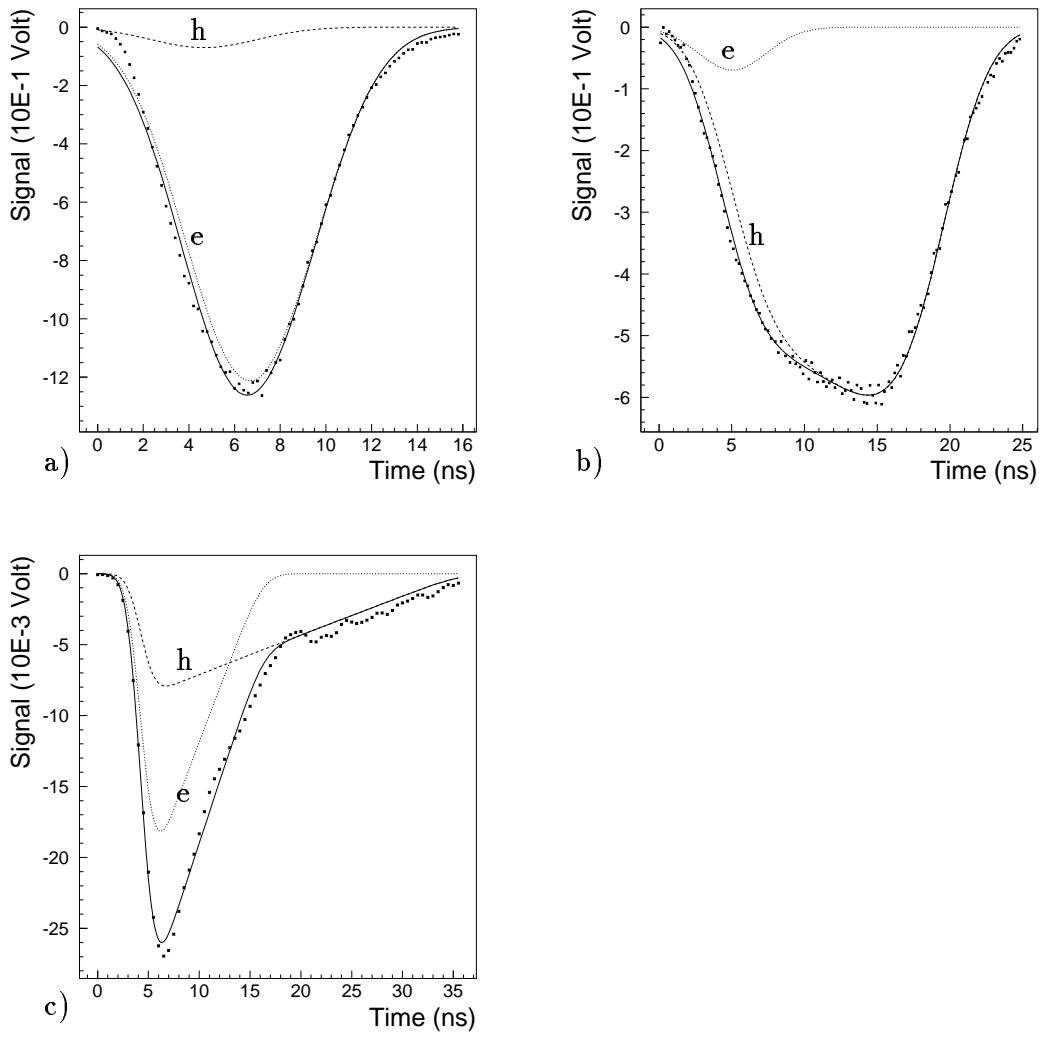 Signal (10E-1 Volt)
0
-2
-4
-6
-8
-10
-12
h
e
0 2 4 6 8 10 12 14 16
Time (ns)
a)
Signal (10E-1 Volt)
0
-1
-2
-3
-4
-5
-6
e
h
0 5 10 15 20 25
Time (ns)
b)
Signal (10E-3 Volt)
0
-5
-10
-15
-20
-25
h
e
0 5 10 15 20 25 30 35
Time (ns)
c)